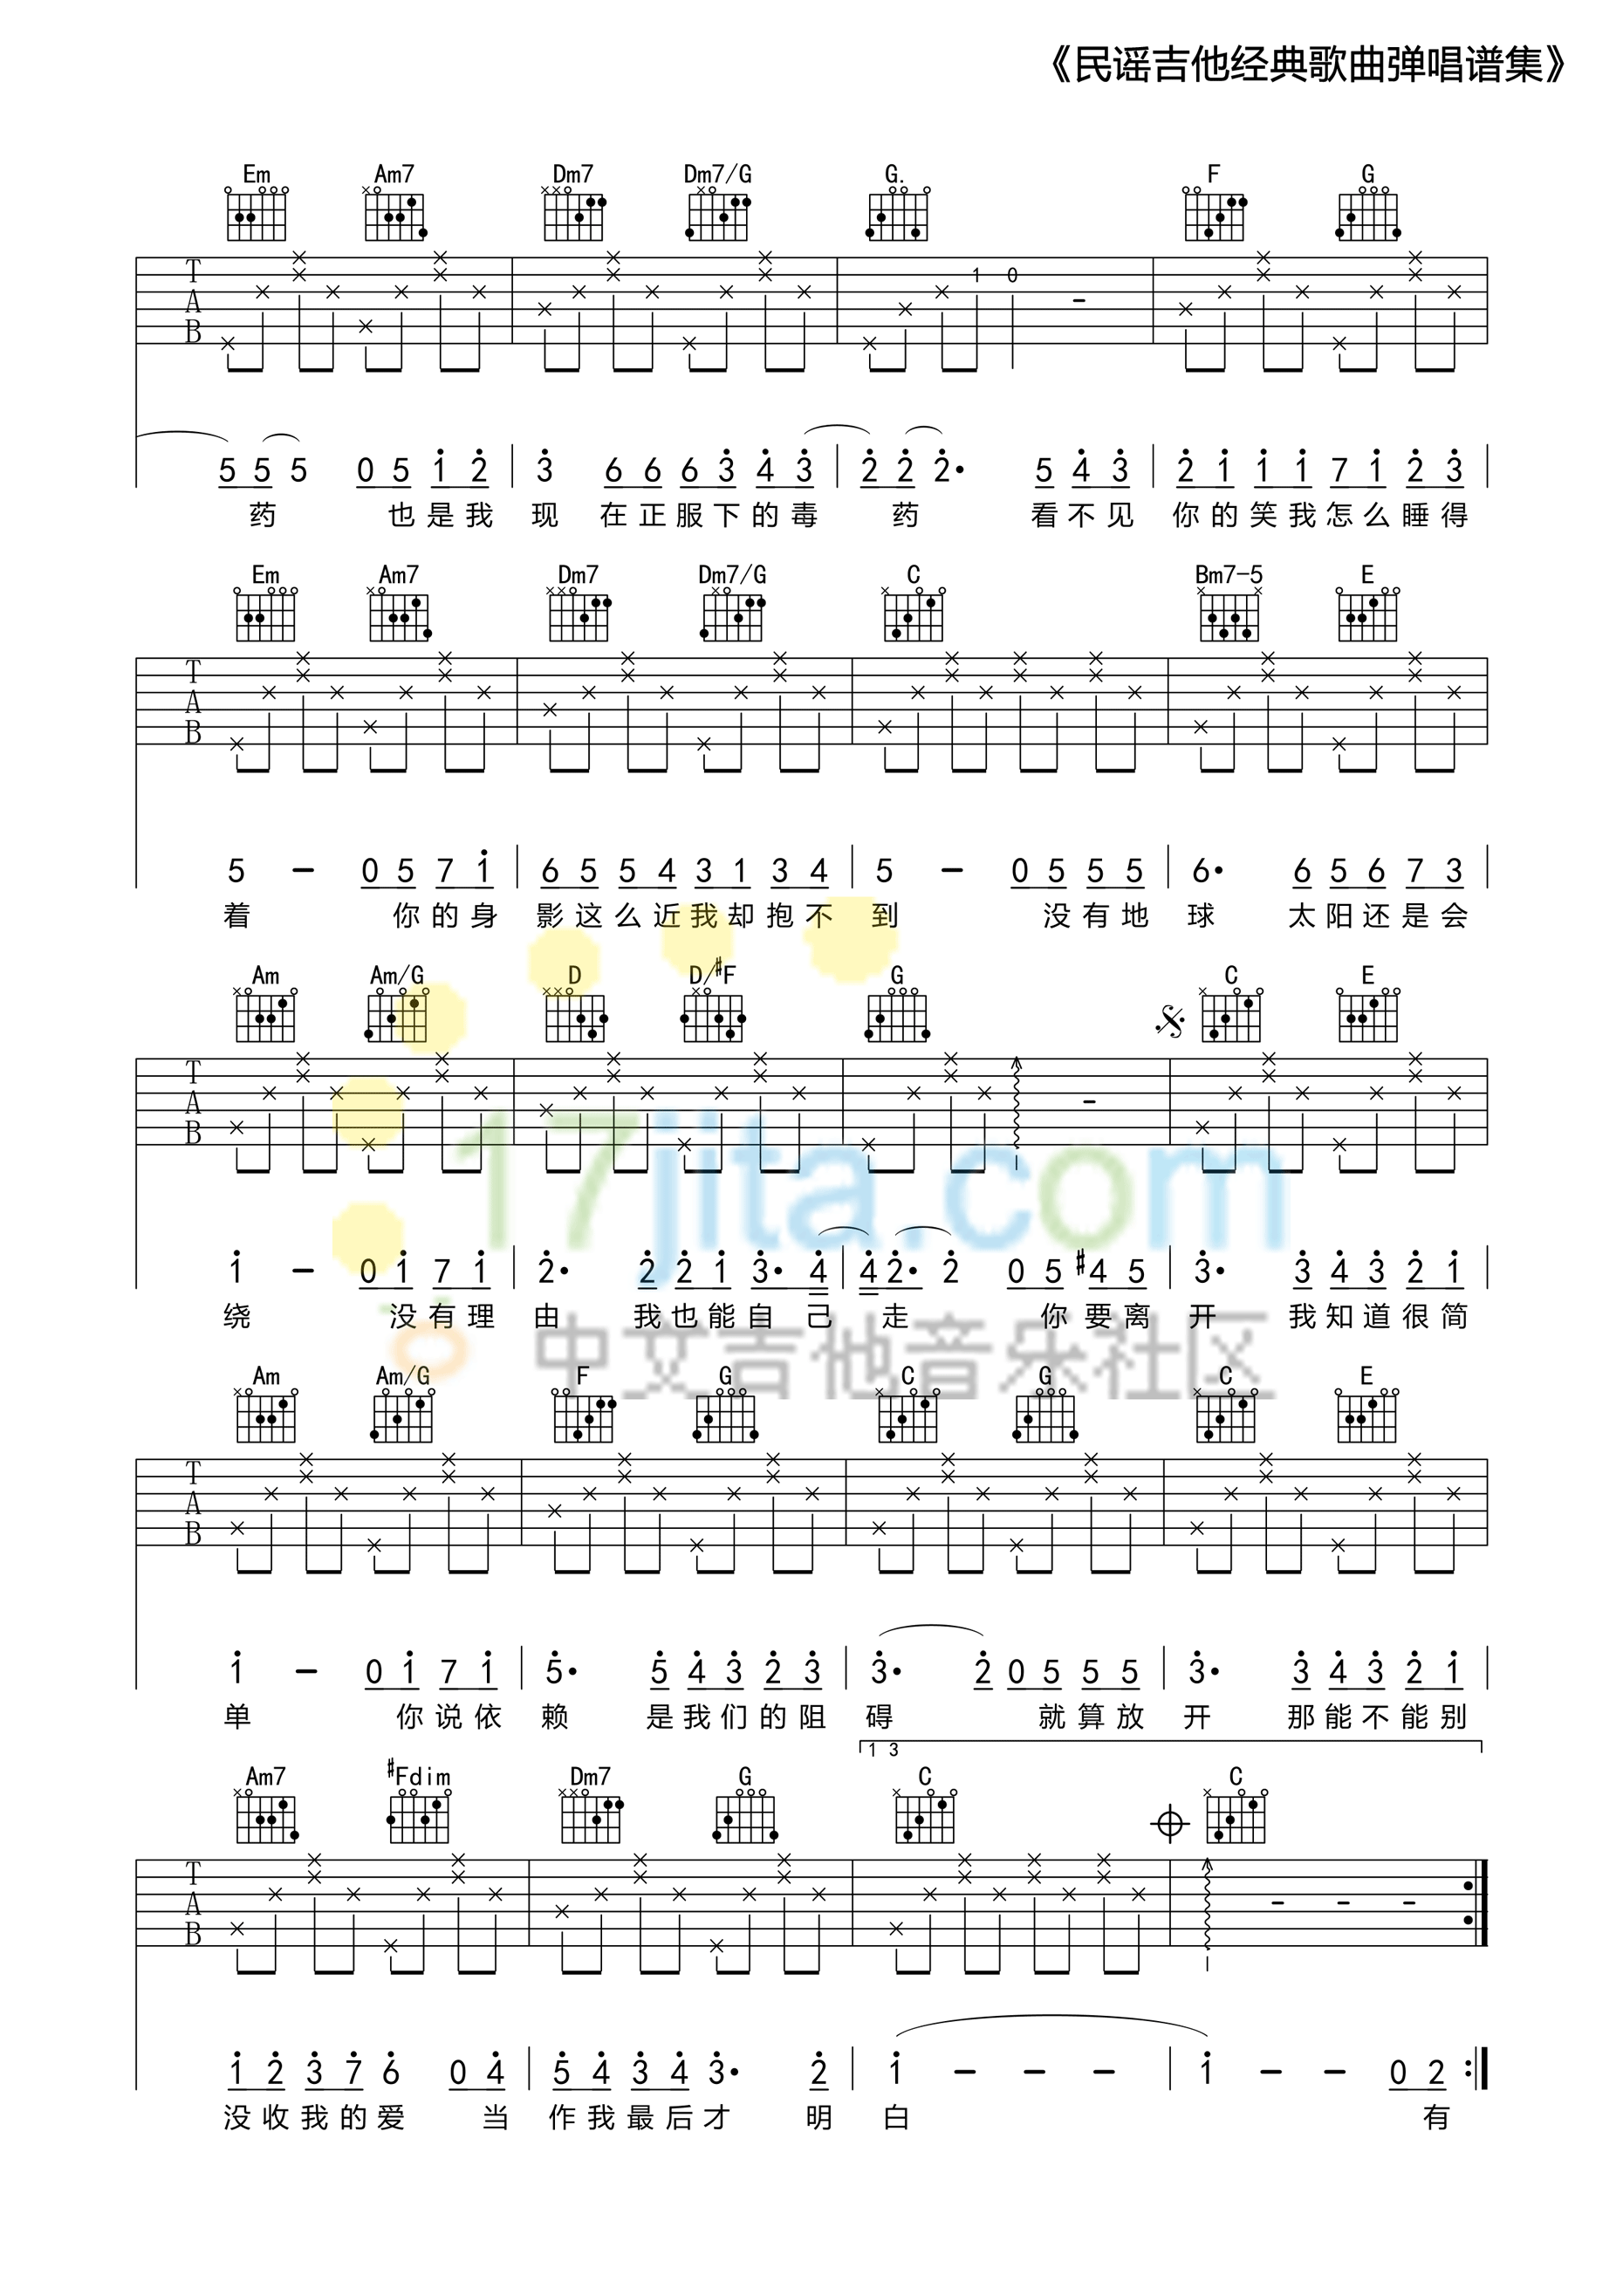 《民谣吉他经典歌曲弹唱谱集》
Em Am7 Dm7 Dm7/G G. F G
T A B 1 0 -
5 5 5 0 5 1 2 | 3 6 6 6 3 4 3 | 2 2 2· 5 4 3 | 2 1 1 1 7 1 2 3 |
药 也是我 现 在正服下的毒 药 看不见 你的笑我怎么睡得
Em Am7 Dm7 Dm7/G C Bm7-5 E
T A B
5 - 0 5 7 1 | 6 5 5 4 3 1 3 4 | 5 - 0 5 5 5 | 6· 6 5 6 7 3 |
着 你的身 影这么近我却抱不 到 没有地 球 太阳还是会
Am Am/G D D/#F G C E
T A B -
1 - 0 1 7 1 | 2· 2 2 1 3· 4 | 4 2· 2 0 5 #4 5 | 3· 3 4 3 2 1 |
绕 没有理 由 我也能自己 走 你要离 开 我知道很简
17jita.com
中文吉他音乐社区
Am Am/G F G C G C E
T A B
1 - 0 1 7 1 | 5· 5 4 3 2 3 | 3· 2 0 5 5 5 | 3· 3 4 3 2 1 |
单 你说依 赖 是我们的阻 碍 就算放 开 那能不能别
1 3
Am7 #Fdim Dm7 G C C
T A B - - -
1 2 3 7 6 0 4 | 5 4 3 4 3· 2 | 1 - - - | 1 - - 0 2 :|
没收我的爱 当 作我最后才 明 白 有